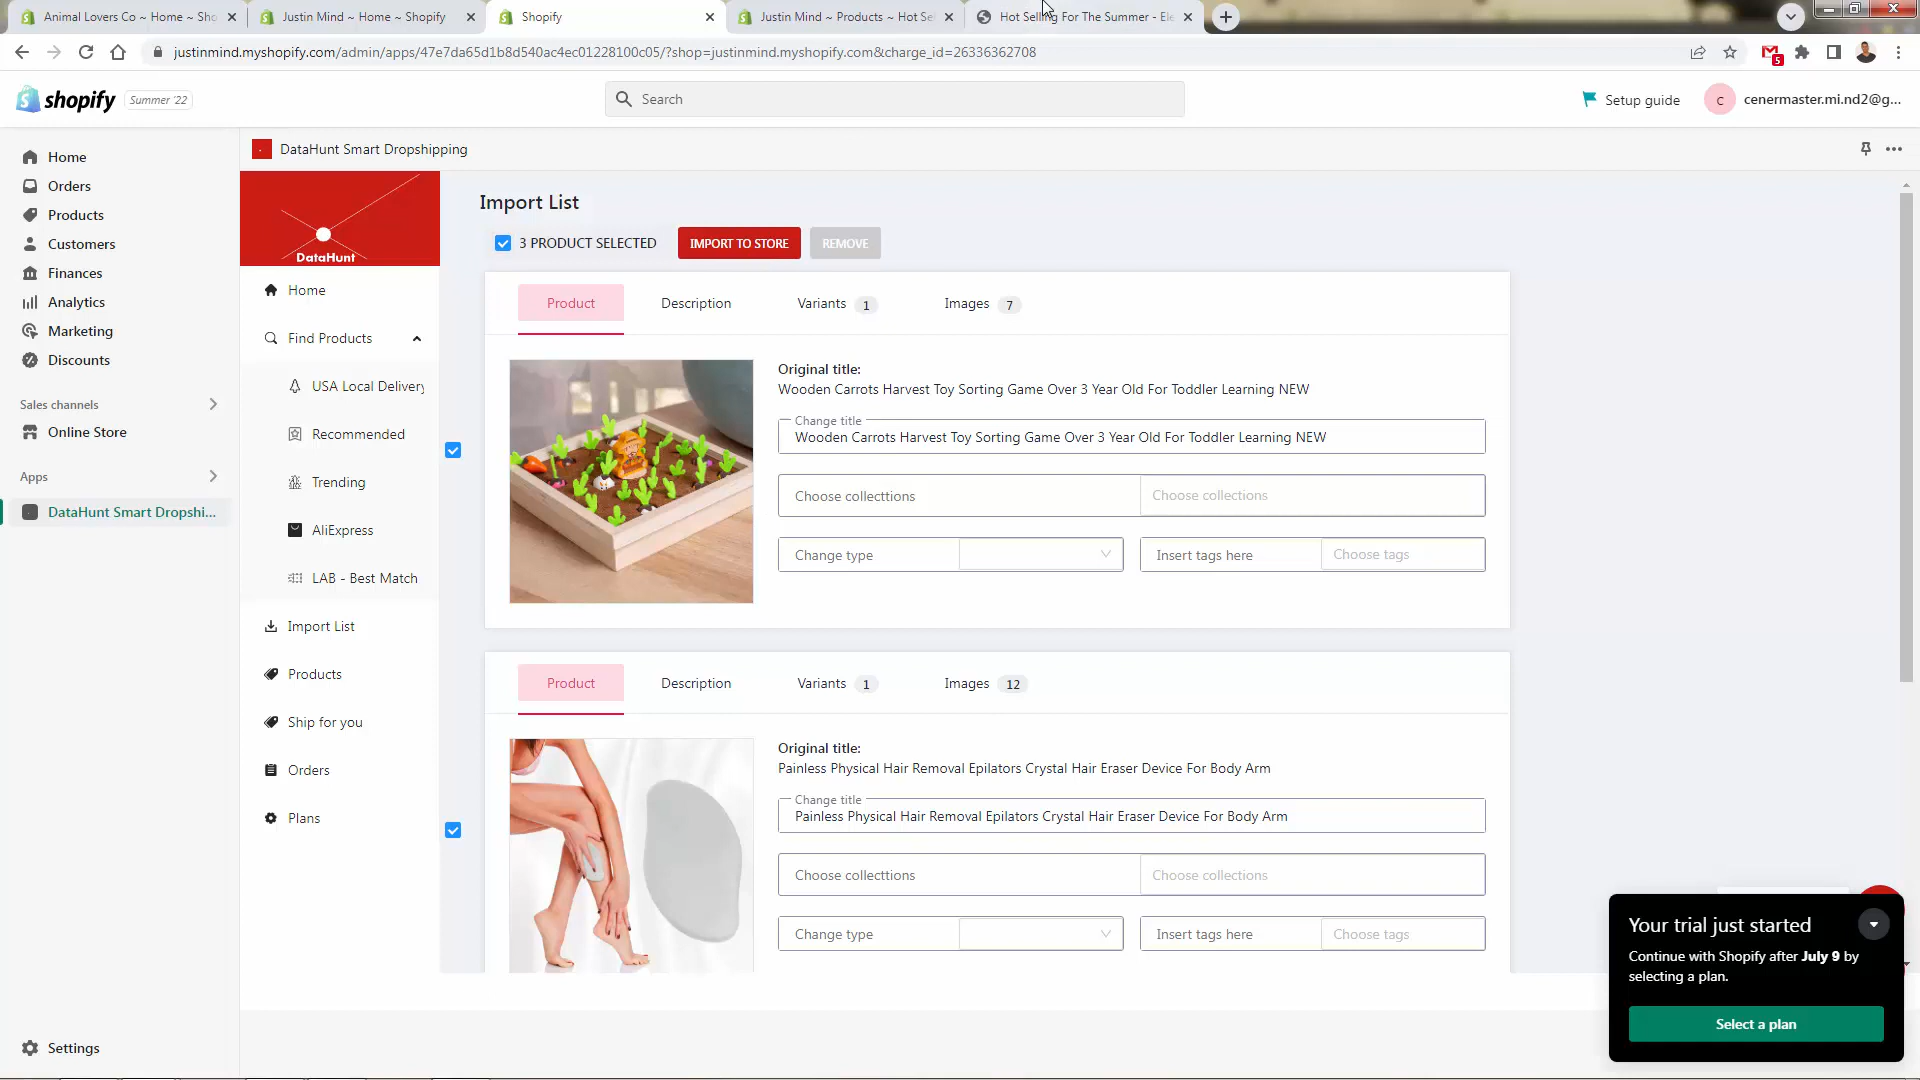 Animal Lovers Co ~ Home ~ Sho
Justin Mind ~ Home ~ Shopify
Shopify
Justin Mind ~ Products ~ Hot Sel
Hot Selling For The Summer - Ele
justinmind.myshopify.com/admin/apps/47e7da65d1b8d540ac4ec01228100c05/?shop=justinmind.myshopify.com&charge_id=26336362708
5
shopify
Summer '22
Search
Setup guide
C
cenermaster.mi.nd2@g...
Home
Orders
Products
Customers
Finances
Analytics
Marketing
Discounts
Sales channels
Online Store
Apps
DataHunt Smart Dropshi...
Settings
DataHunt Smart Dropshipping
DataHunt
Home
Find Products
USA Local Delivery
Recommended
Trending
AliExpress
LAB - Best Match
Import List
Products
Ship for you
Orders
Plans
Import List
3 PRODUCT SELECTED
IMPORT TO STORE
REMOVE
Product
Description
Variants 1
Images 7
Original title:
Wooden Carrots Harvest Toy Sorting Game Over 3 Year Old For Toddler Learning NEW
Change title
Wooden Carrots Harvest Toy Sorting Game Over 3 Year Old For Toddler Learning NEW
Choose collecttions
Choose collections
Change type
Insert tags here
Choose tags
Product
Description
Variants 1
Images 12
Original title:
Painless Physical Hair Removal Epilators Crystal Hair Eraser Device For Body Arm
Change title
Painless Physical Hair Removal Epilators Crystal Hair Eraser Device For Body Arm
Choose collecttions
Choose collections
Change type
Insert tags here
Choose tags
Your trial just started
Continue with Shopify after July 9 by
selecting a plan.
Select a plan